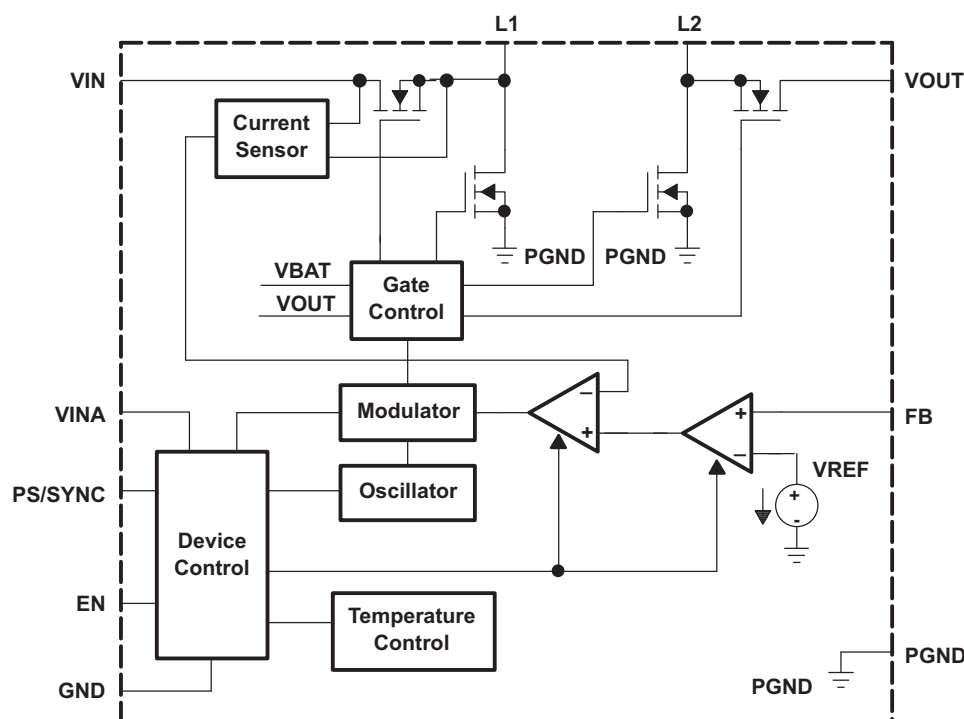 L1 L2
VIN VOUT
Current
Sensor
PGND PGND
VBAT
VOUT
Gate
Control
VINA
Modulator
−
+
+
−
FB
VREF
+
-
PS/SYNC
Oscillator
Device
Control
EN
Temperature
Control
PGND
PGND
GND